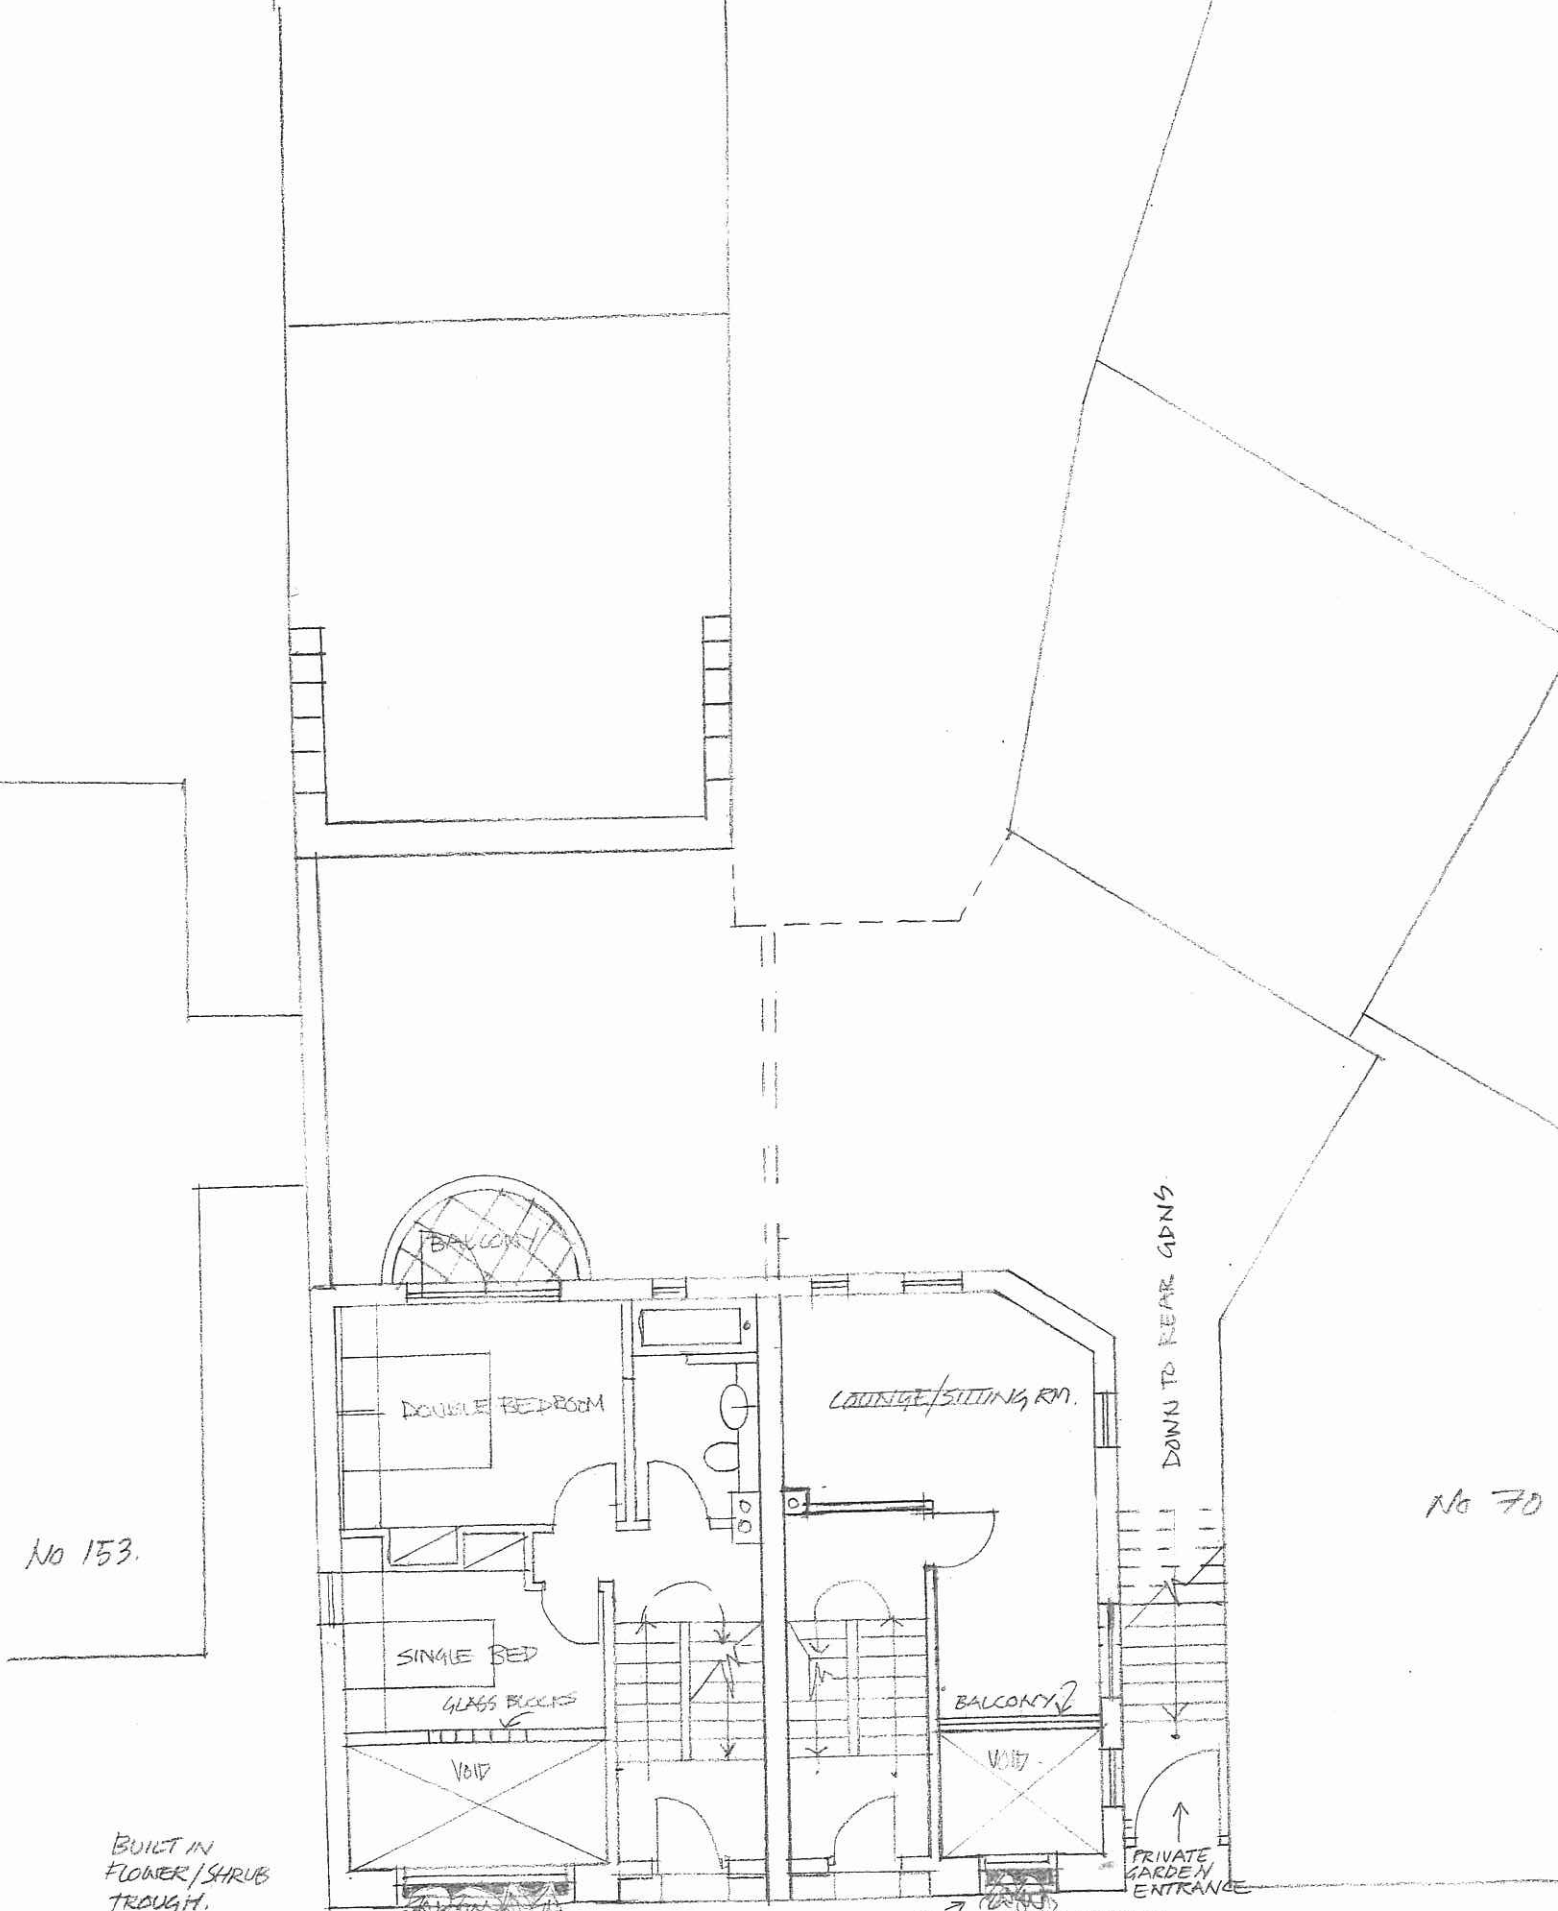 BALCONY
DOUBLE BEDROOM
LOUNGE/SITTING RM.
DOWN TO REAR GDNS
No 153.
No 70
SINGLE BED
GLASS BLOCKS
BALCONY
VOID
VOID
BUILT IN
FLOWER/SHRUB
TROUGH.
PRIVATE
GARDEN
ENTRANCE